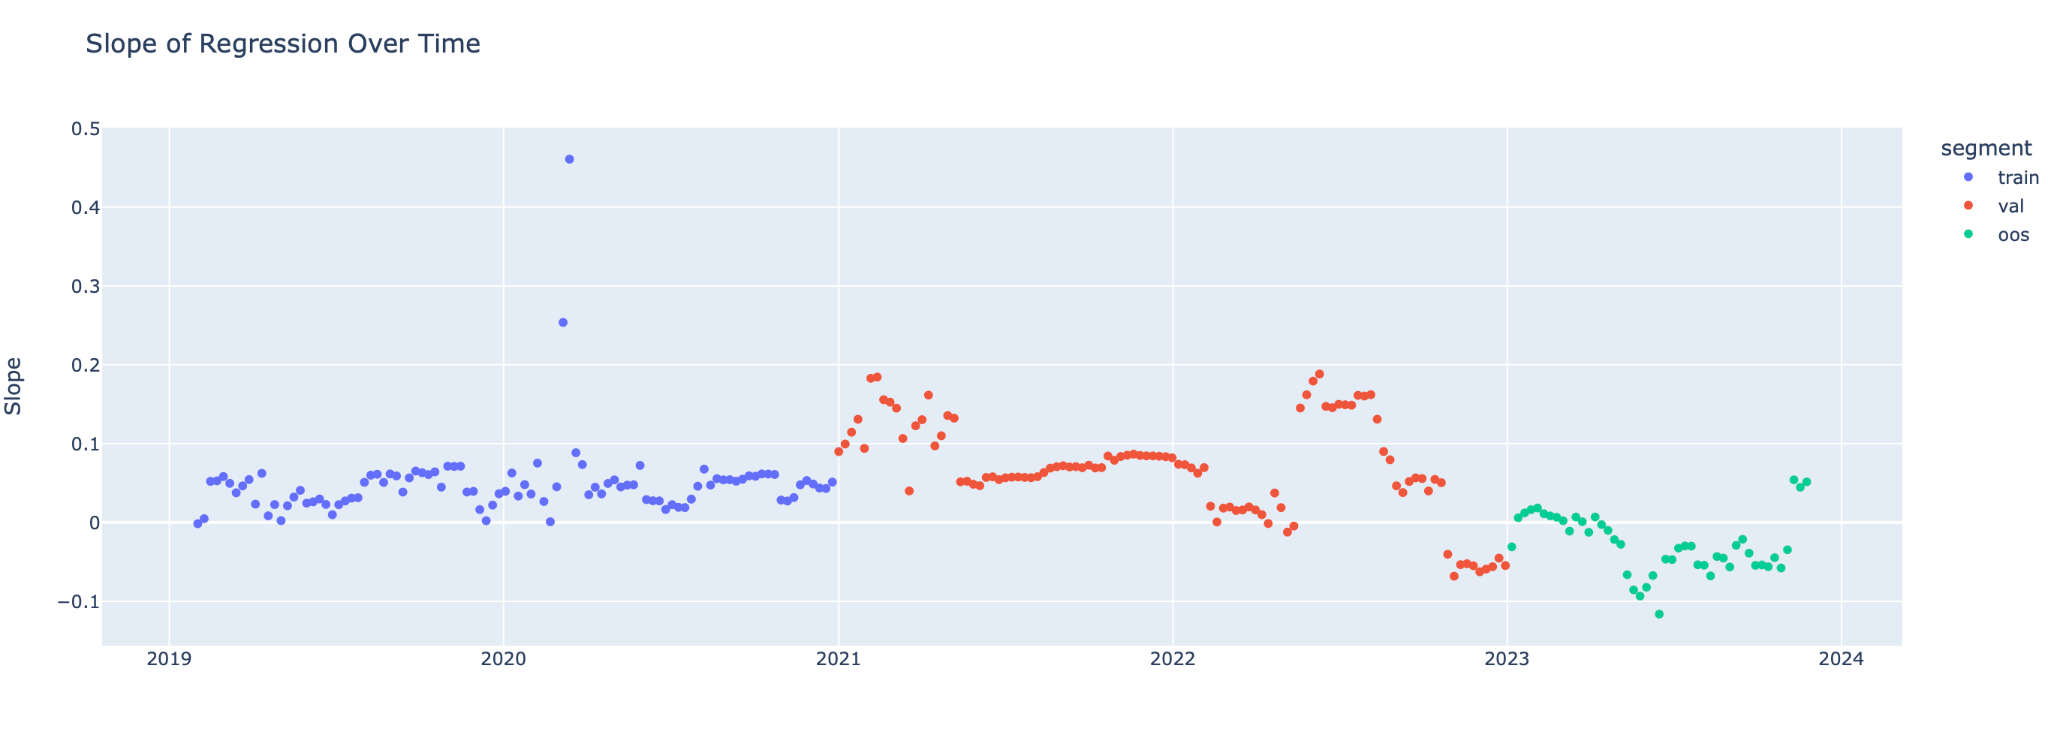 Slope of Regression Over Time
0.5
0.4
0.3
0.2
0.1
0
−0.1
Slope
2019
2020
2021
2022
2023
2024
segment
train
val
oos